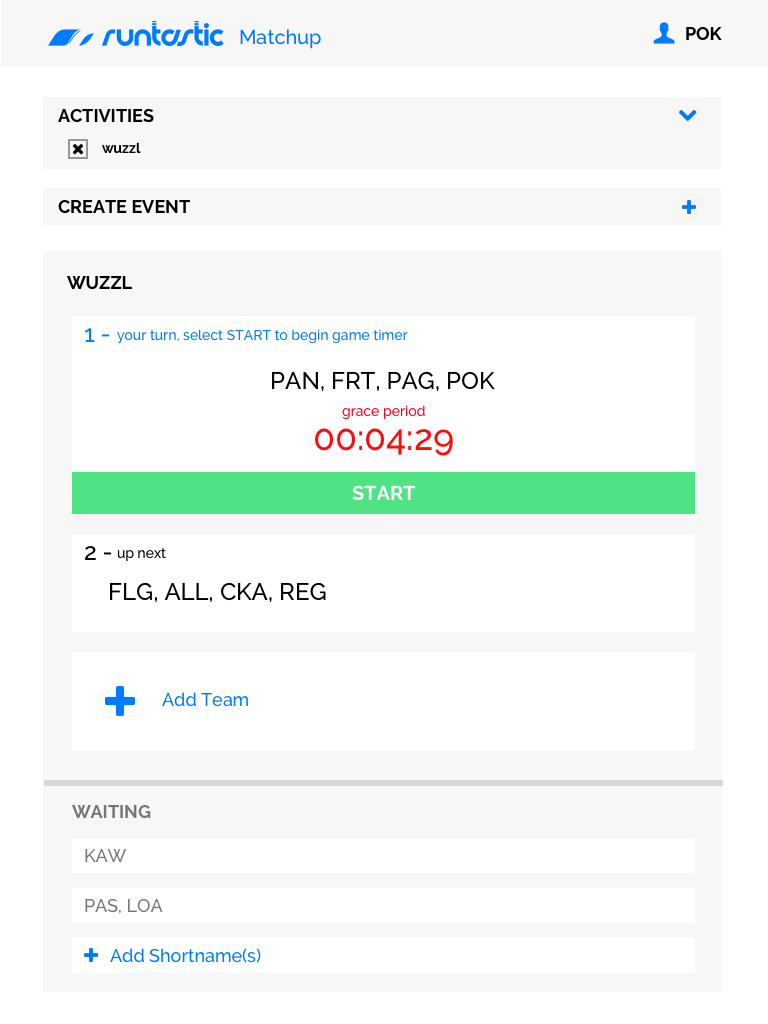 runtastic Matchup
POK
ACTIVITIES
wuzzl
CREATE EVENT
WUZZL
1 - your turn, select START to begin game timer
PAN, FRT, PAG, POK
grace period
00:04:29
START
2 - up next
FLG, ALL, CKA, REG
Add Team
WAITING
KAW
PAS, LOA
Add Shortname(s)